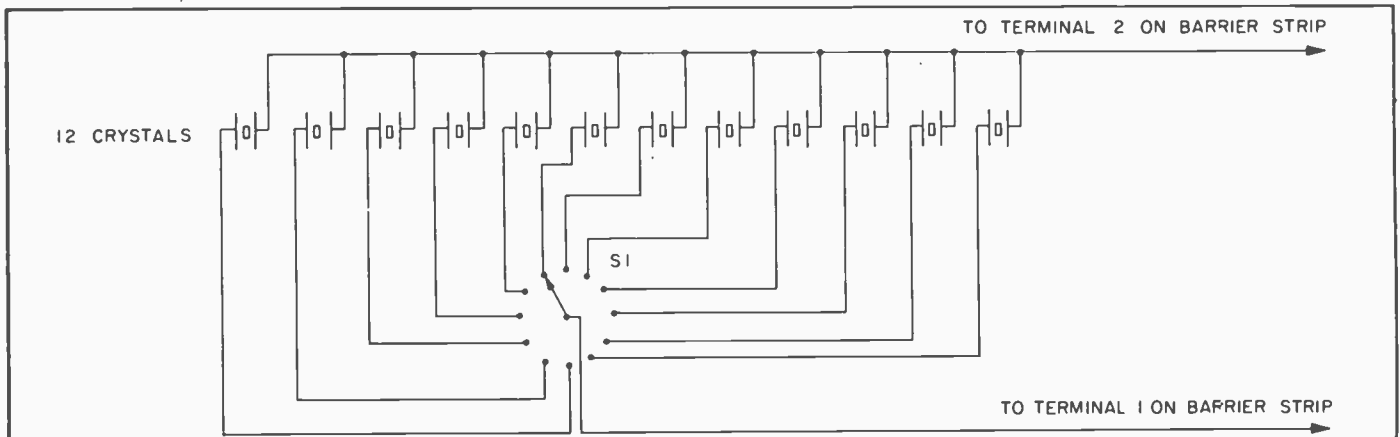 TO TERMINAL 2 ON BARRIER STRIP
12 CRYSTALS
S1
TO TERMINAL 1 ON BARRIER STRIP